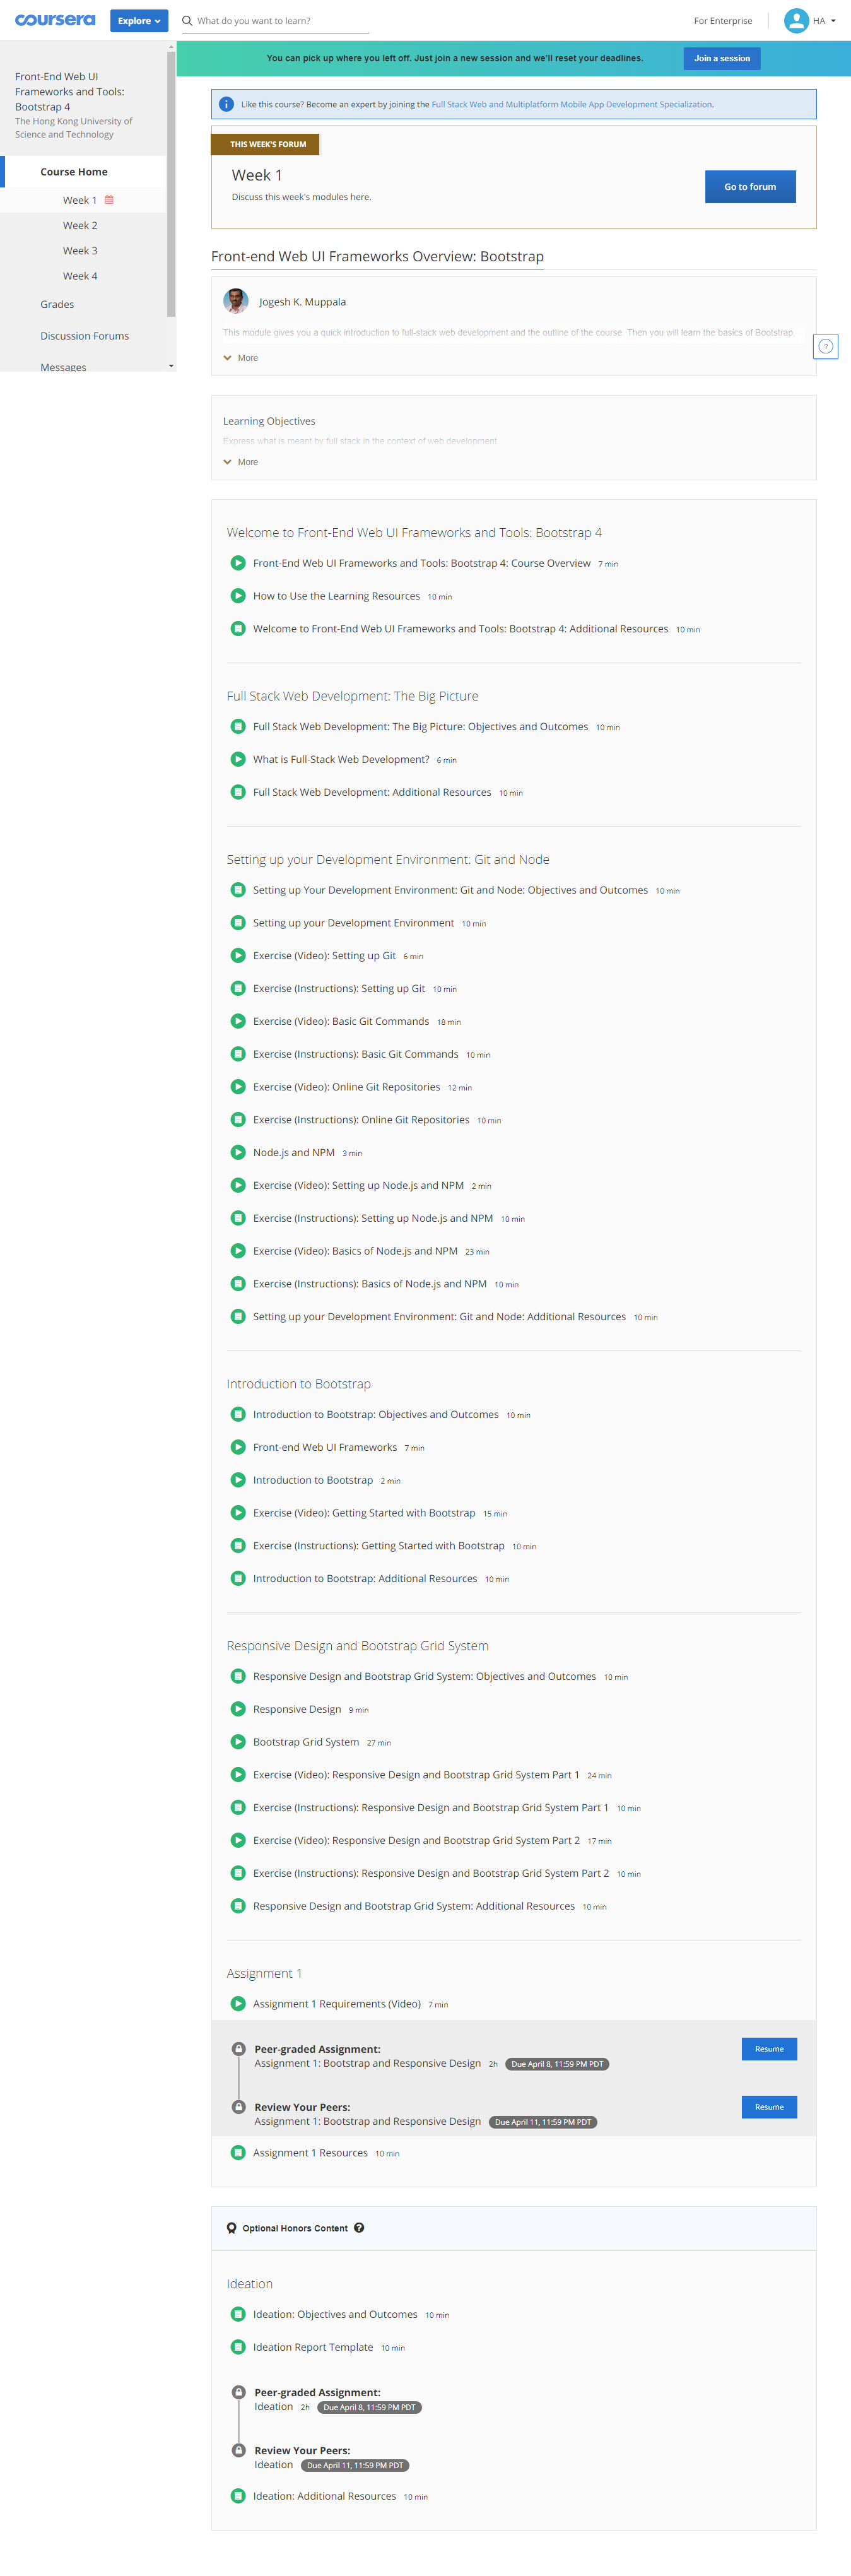 coursera
Explore
What do you want to learn?
For Enterprise
HA
You can pick up where you left off. Just join a new session and we'll reset your deadlines.
Join a session
Front-End Web UI
Frameworks and Tools:
Bootstrap 4
The Hong Kong University of
Science and Technology
Course Home
Week 1
Week 2
Week 3
Week 4
Grades
Discussion Forums
Messages
Like this course? Become an expert by joining the Full Stack Web and Multiplatform Mobile App Development Specialization.
THIS WEEK'S FORUM
Week 1
Discuss this week's modules here.
Go to forum
Front-end Web UI Frameworks Overview: Bootstrap
Jogesh K. Muppala
This module gives you a quick introduction to full-stack web development and the outline of the course. Then you will learn the basics of Bootstrap.
More
?
Learning Objectives
Express what is meant by full stack in the context of web development
More
Welcome to Front-End Web UI Frameworks and Tools: Bootstrap 4
Front-End Web UI Frameworks and Tools: Bootstrap 4: Course Overview 7 min
How to Use the Learning Resources 10 min
Welcome to Front-End Web UI Frameworks and Tools: Bootstrap 4: Additional Resources 10 min
Full Stack Web Development: The Big Picture
Full Stack Web Development: The Big Picture: Objectives and Outcomes 10 min
What is Full-Stack Web Development? 6 min
Full Stack Web Development: Additional Resources 10 min
Setting up your Development Environment: Git and Node
Setting up Your Development Environment: Git and Node: Objectives and Outcomes 10 min
Setting up your Development Environment 10 min
Exercise (Video): Setting up Git 6 min
Exercise (Instructions): Setting up Git 10 min
Exercise (Video): Basic Git Commands 18 min
Exercise (Instructions): Basic Git Commands 10 min
Exercise (Video): Online Git Repositories 12 min
Exercise (Instructions): Online Git Repositories 10 min
Node.js and NPM 3 min
Exercise (Video): Setting up Node.js and NPM 2 min
Exercise (Instructions): Setting up Node.js and NPM 10 min
Exercise (Video): Basics of Node.js and NPM 23 min
Exercise (Instructions): Basics of Node.js and NPM 10 min
Setting up your Development Environment: Git and Node: Additional Resources 10 min
Introduction to Bootstrap
Introduction to Bootstrap: Objectives and Outcomes 10 min
Front-end Web UI Frameworks 7 min
Introduction to Bootstrap 2 min
Exercise (Video): Getting Started with Bootstrap 15 min
Exercise (Instructions): Getting Started with Bootstrap 10 min
Introduction to Bootstrap: Additional Resources 10 min
Responsive Design and Bootstrap Grid System
Responsive Design and Bootstrap Grid System: Objectives and Outcomes 10 min
Responsive Design 9 min
Bootstrap Grid System 27 min
Exercise (Video): Responsive Design and Bootstrap Grid System Part 1 24 min
Exercise (Instructions): Responsive Design and Bootstrap Grid System Part 1 10 min
Exercise (Video): Responsive Design and Bootstrap Grid System Part 2 17 min
Exercise (Instructions): Responsive Design and Bootstrap Grid System Part 2 10 min
Responsive Design and Bootstrap Grid System: Additional Resources 10 min
Assignment 1
Assignment 1 Requirements (Video) 7 min
Peer-graded Assignment:
Assignment 1: Bootstrap and Responsive Design 2h Due April 8, 11:59 PM PDT
Resume
Review Your Peers:
Assignment 1: Bootstrap and Responsive Design Due April 11, 11:59 PM PDT
Resume
Assignment 1 Resources 10 min
Optional Honors Content ?
Ideation
Ideation: Objectives and Outcomes 10 min
Ideation Report Template 10 min
Peer-graded Assignment:
Ideation 2h Due April 8, 11:59 PM PDT
Review Your Peers:
Ideation Due April 11, 11:59 PM PDT
Ideation: Additional Resources 10 min